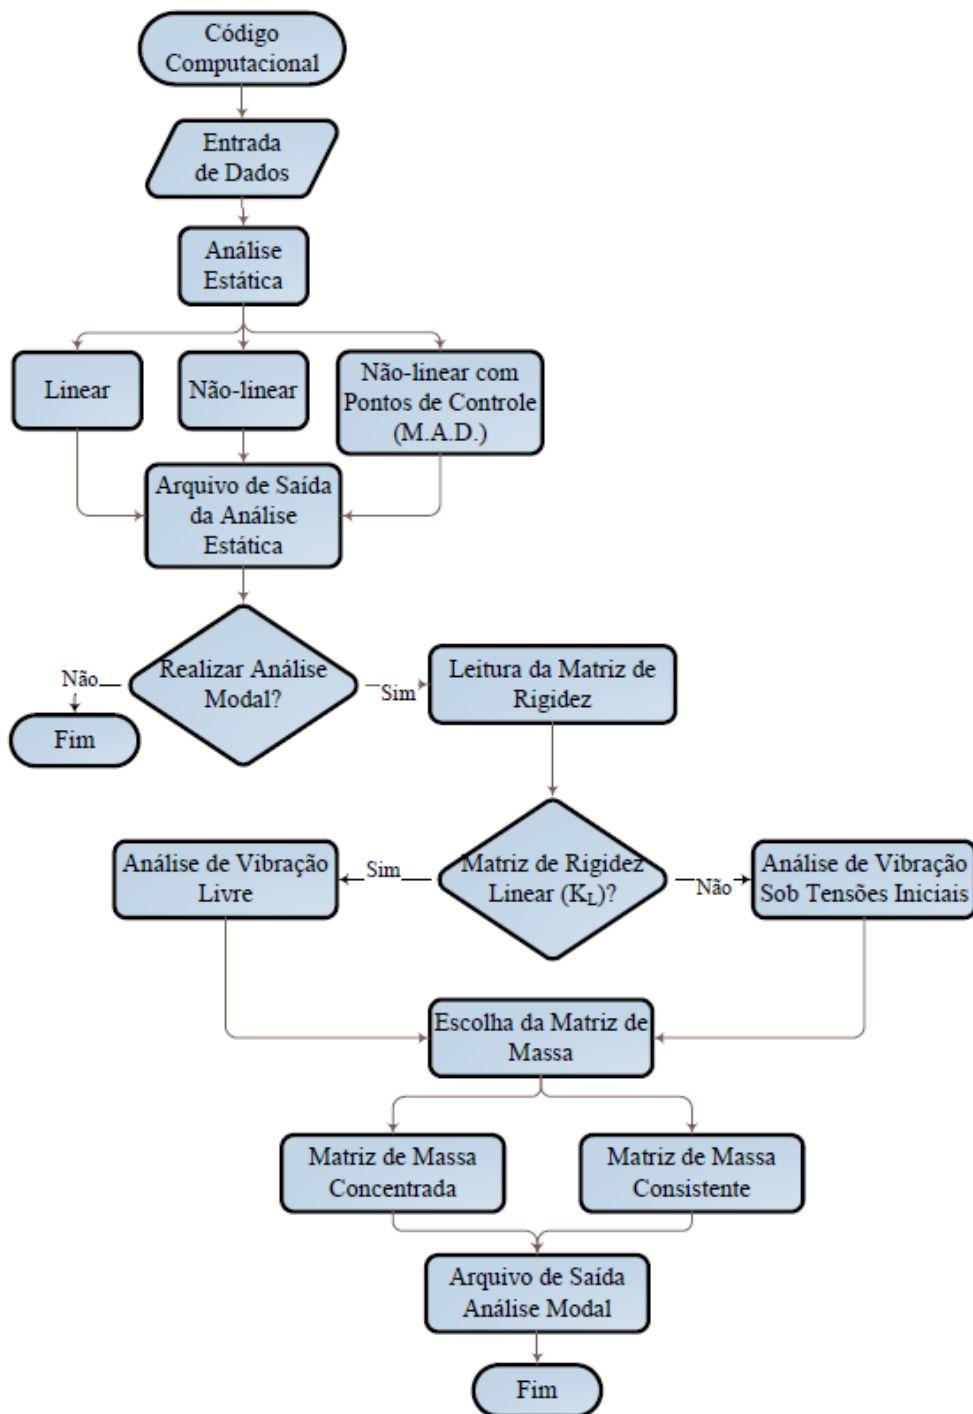 Código
Computacional
Entrada
de Dados
Análise
Estática
Linear
Não-linear
Não-linear com
Pontos de Controle
(M.A.D.)
Arquivo de Saída
da Análise
Estática
Realizar Análise
Modal?
Não
Fim
Sim
Leitura da Matriz de
Rigidez
Matriz de Rigidez
Linear (K_L)?
Sim
Não
Análise de Vibração
Livre
Análise de Vibração
Sob Tensões Iniciais
Escolha da Matriz de
Massa
Matriz de Massa
Concentrada
Matriz de Massa
Consistente
Arquivo de Saída
Análise Modal
Fim